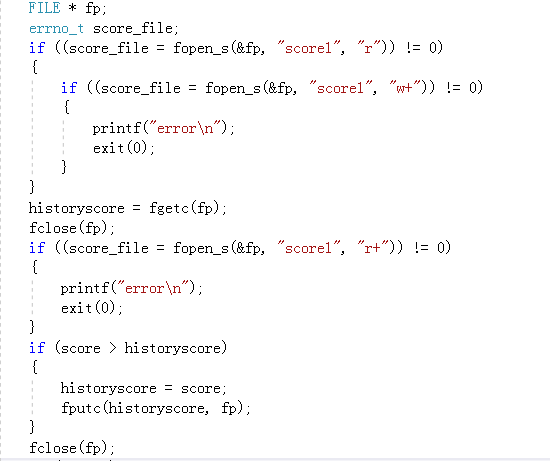 FILE * fp;
errno_t score_file;
if ((score_file = fopen_s(&fp, "score1", "r")) != 0)
{
if ((score_file = fopen_s(&fp, "score1", "w+")) != 0)
{
printf("error\n");
exit(0);
}
}
historyscore = fgetc(fp);
fclose(fp);
if ((score_file = fopen_s(&fp, "score1", "r+")) != 0)
{
printf("error\n");
exit(0);
}
if (score > historyscore)
{
historyscore = score;
fputc(historyscore, fp);
}
fclose(fp);